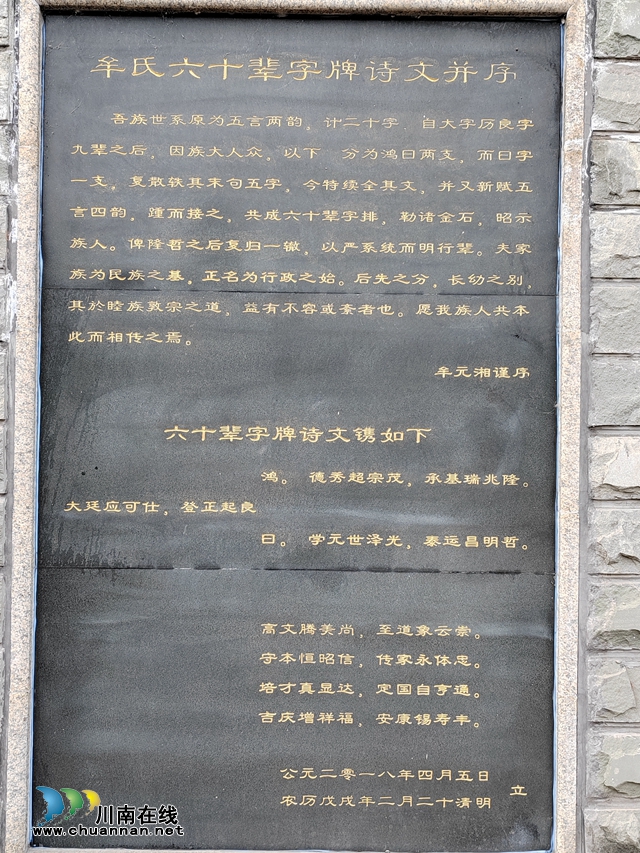 牟氏六十辈字牌诗文并序
吾族世系原为五言两韵。计二十字，自大字历良字
九辈之后，因族大人众。以下 分为鸿曰两支，而曰字
一支，复散轶其末句五字，今特续全其文，并又新赋五
言四韵，踵而接之，共成六十辈字排，勒诸金石，昭示
族人。俾隆哲之后复归一辙，以严系统而明行辈。夫家
族为民族之基，正名为行政之始。后先之分，长幼之别，
其於睦族敦宗之道，益有不容或紊者也。愿我族人共本
此而相传之焉。
牟元湘谨序
六十辈字牌诗文镌如下
鸿。 德秀超宗茂，承基瑞兆隆。
大廷应可仕，登正起良
曰。 学元世泽光，泰运昌明哲。
高文腾美尚，至道象云崇。
守本恒昭信，传家永体忠。
培才真显达，定国自亨通。
吉庆增祥福，安康锡寿丰。
公元二零一八年四月五日
农历戊戌年二月二十清明 立
川南在线
www.chuannan.net